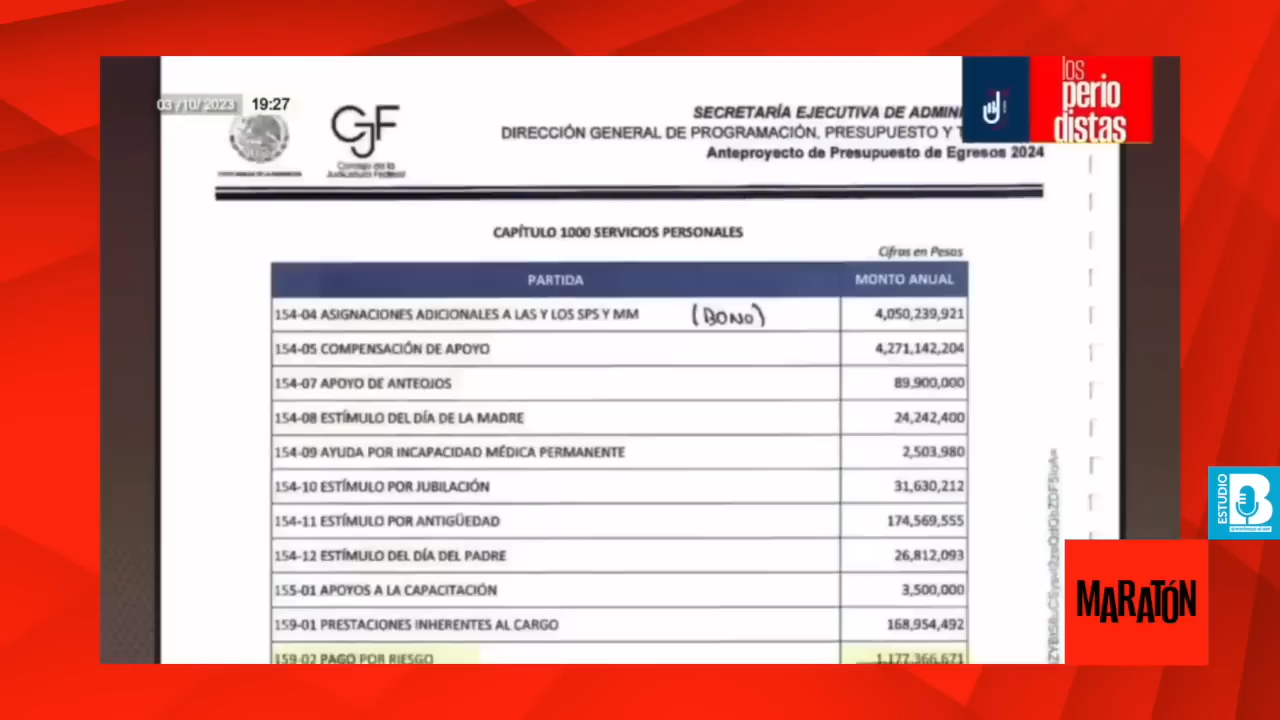 03/10/2023 19:27
CJF
Consejo de la
Judicatura Federal
SECRETARÍA EJECUTIVA DE ADMINI
DIRECCIÓN GENERAL DE PROGRAMACIÓN, PRESUPUESTO Y T
Anteproyecto de Presupuesto de Egresos 2024
los
perio
distas
CAPÍTULO 1000 SERVICIOS PERSONALES
Cifras en Pesos
PARTIDA MONTO ANUAL
154-04 ASIGNACIONES ADICIONALES A LAS Y LOS SPS Y MM (BONO) 4,050,239,921
154-05 COMPENSACIÓN DE APOYO 4,271,142,204
154-07 APOYO DE ANTEOJOS 89,900,000
154-08 ESTÍMULO DEL DÍA DE LA MADRE 24,242,400
154-09 AYUDA POR INCAPACIDAD MÉDICA PERMANENTE 2,503,980
154-10 ESTÍMULO POR JUBILACIÓN 31,630,212
154-11 ESTÍMULO POR ANTIGÜEDAD 174,569,555
154-12 ESTÍMULO DEL DÍA DEL PADRE 26,812,093
155-01 APOYOS A LA CAPACITACIÓN 3,500,000
159-01 PRESTACIONES INHERENTES AL CARGO 168,954,492
159-02 PAGO POR RIESGO 1,177,366,671
ESTUDIO
B
MARATÓN